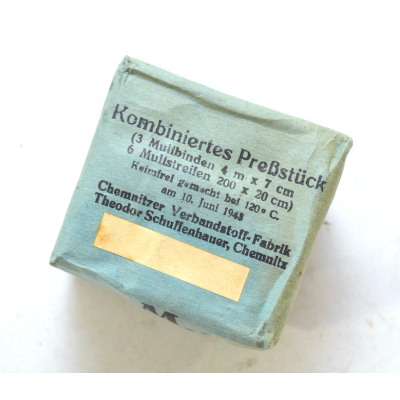 Kombiniertes Preßstück
(3 Mullbinden 4 m x 7 cm
6 Mullstreifen 200 x 20 cm)
Keimfrei gemacht bei 120° C.
am 10. Juni 1943
Chemnitzer Verbandstoff-Fabrik
Theodor Schuffenhauer, Chemnitz